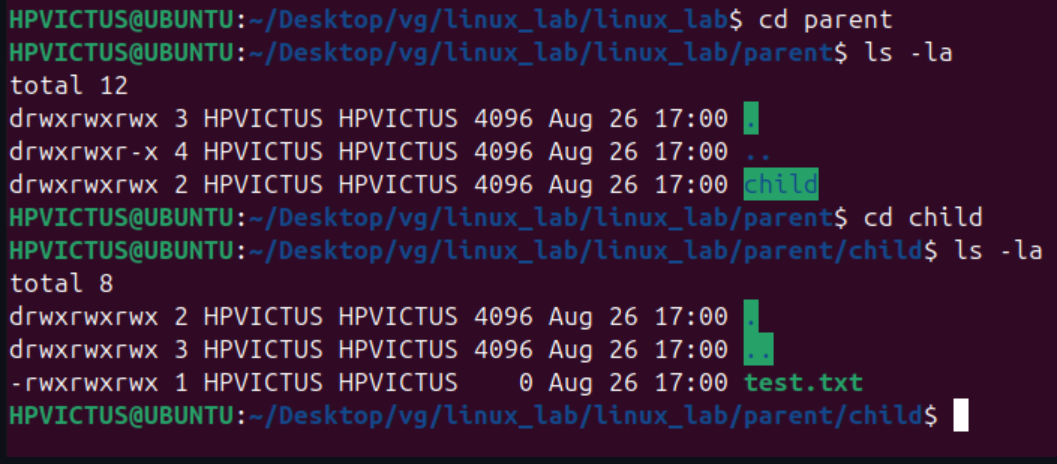 HPVICTUS@UBUNTU:~/Desktop/vg/linux_lab/linux_lab$ cd parent
HPVICTUS@UBUNTU:~/Desktop/vg/linux_lab/linux_lab/parent$ ls -la
total 12
drwxrwxrwx 3 HPVICTUS HPVICTUS 4096 Aug 26 17:00 .
drwxrwxr-x 4 HPVICTUS HPVICTUS 4096 Aug 26 17:00 ..
drwxrwxrwx 2 HPVICTUS HPVICTUS 4096 Aug 26 17:00 child
HPVICTUS@UBUNTU:~/Desktop/vg/linux_lab/linux_lab/parent$ cd child
HPVICTUS@UBUNTU:~/Desktop/vg/linux_lab/linux_lab/parent/child$ ls -la
total 8
drwxrwxrwx 2 HPVICTUS HPVICTUS 4096 Aug 26 17:00 .
drwxrwxrwx 3 HPVICTUS HPVICTUS 4096 Aug 26 17:00 ..
-rwxrwxrwx 1 HPVICTUS HPVICTUS    0 Aug 26 17:00 test.txt
HPVICTUS@UBUNTU:~/Desktop/vg/linux_lab/linux_lab/parent/child$